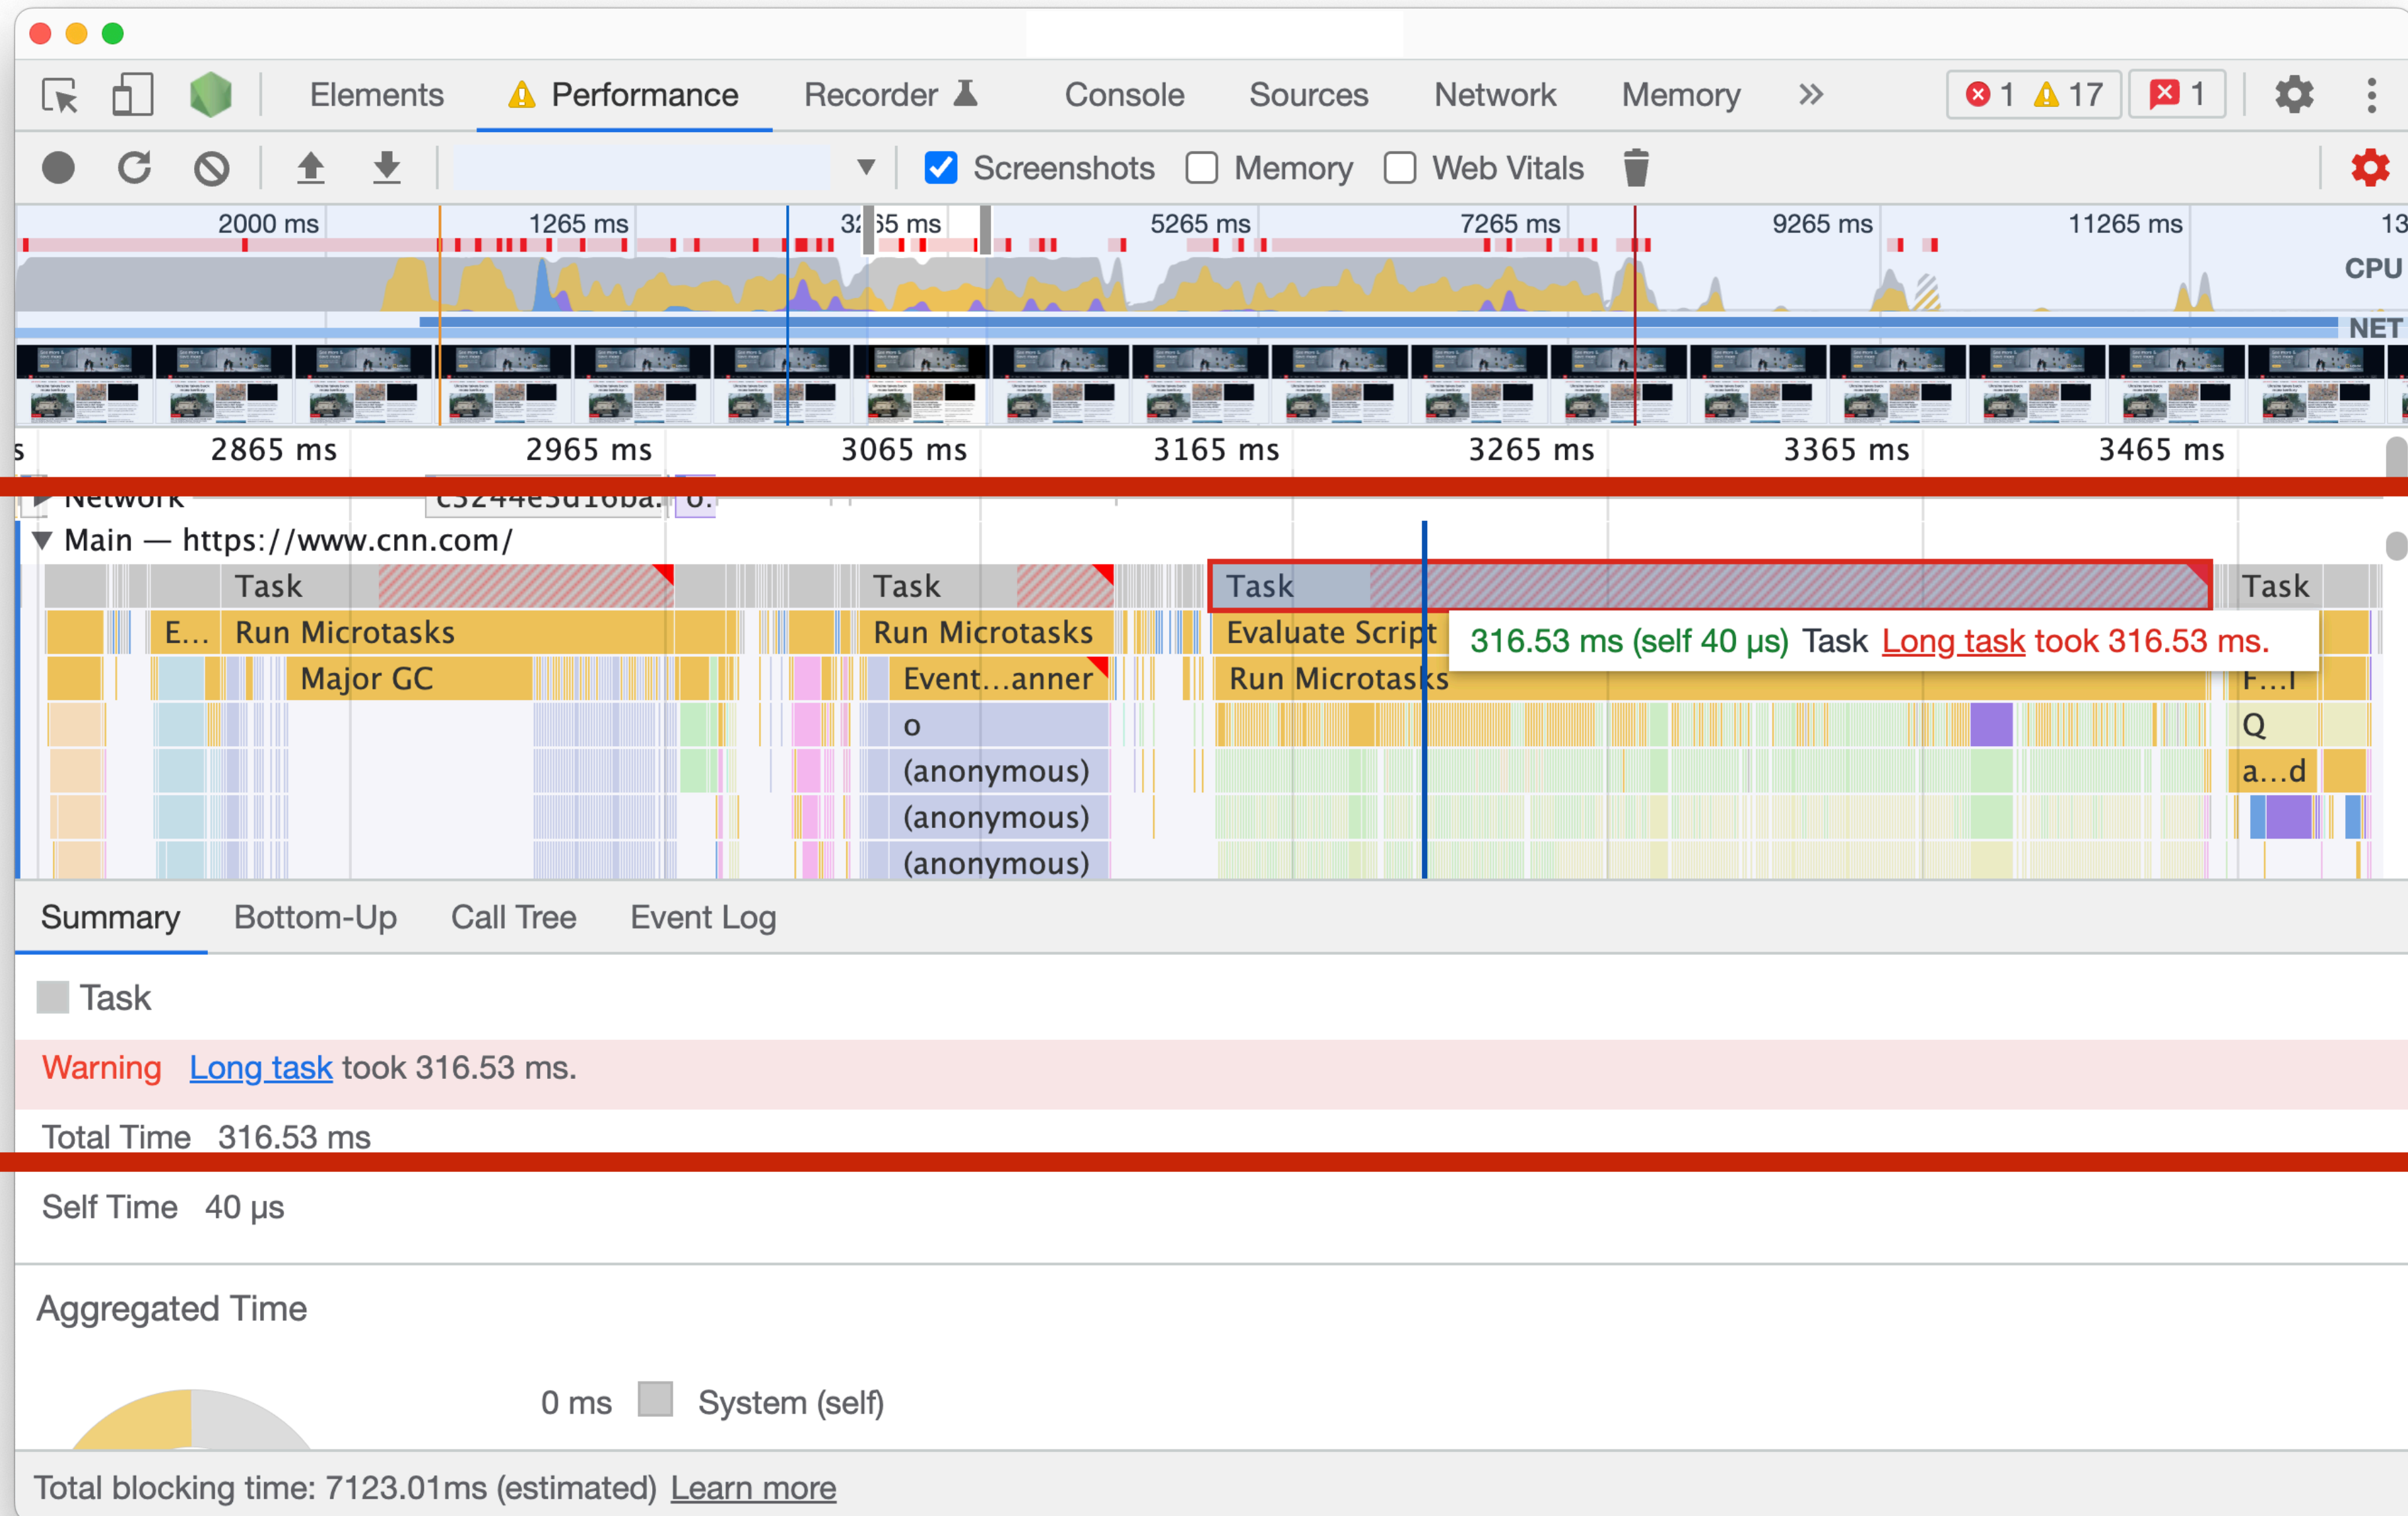 Elements Performance Recorder Console Sources Network Memory » 1 17 1
Screenshots Memory Web Vitals
2000 ms 1265 ms 5265 ms 7265 ms 9265 ms 11265 ms 13
CPU
NET
s 2865 ms 2965 ms 3065 ms 3165 ms 3265 ms 3365 ms 3465 ms
Network c5244e5d16ba. o.
Main — https://www.cnn.com/
Task Task Task Task
E... Run Microtasks Run Microtasks Evaluate Script
316.53 ms (self 40 μs) Task Long task took 316.53 ms.
Major GC Event…anner Run Microtasks
o Q
(anonymous) a…d
(anonymous)
(anonymous)
Summary Bottom-Up Call Tree Event Log
Task
Warning Long task took 316.53 ms.
Total Time 316.53 ms
Self Time 40 μs
Aggregated Time
0 ms System (self)
Total blocking time: 7123.01ms (estimated) Learn more